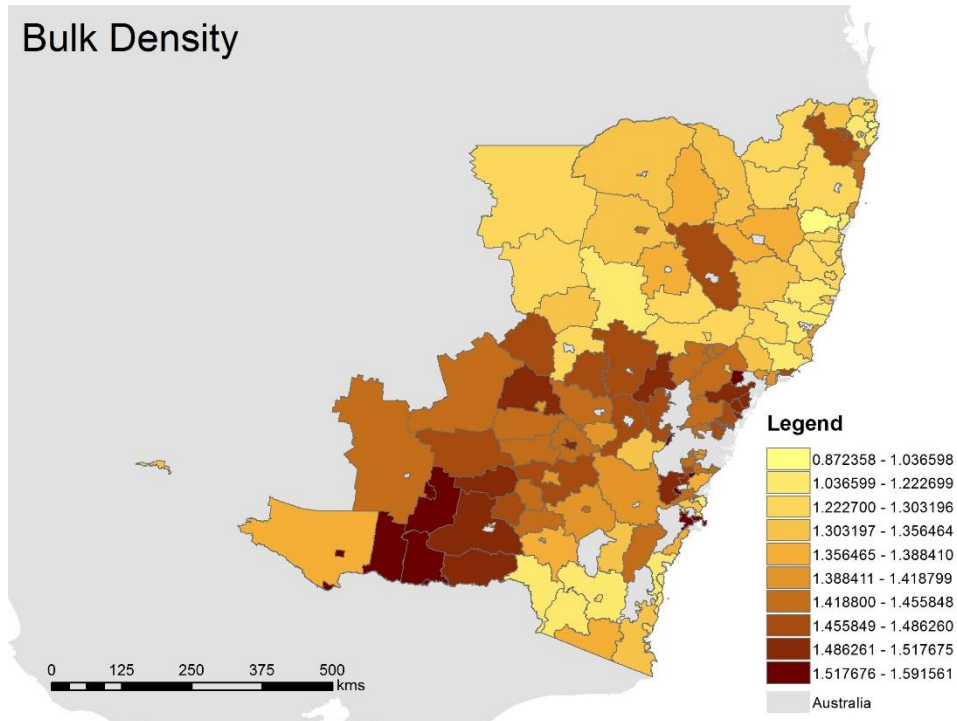 Bulk Density
Legend
0.872358 - 1.036598
1.036599 - 1.222699
1.222700 - 1.303196
1.303197 - 1.356464
1.356465 - 1.388410
1.388411 - 1.418799
1.418800 - 1.455848
1.455849 - 1.486260
1.486261 - 1.517675
1.517676 - 1.591561
Australia
0 125 250 375 500
kms